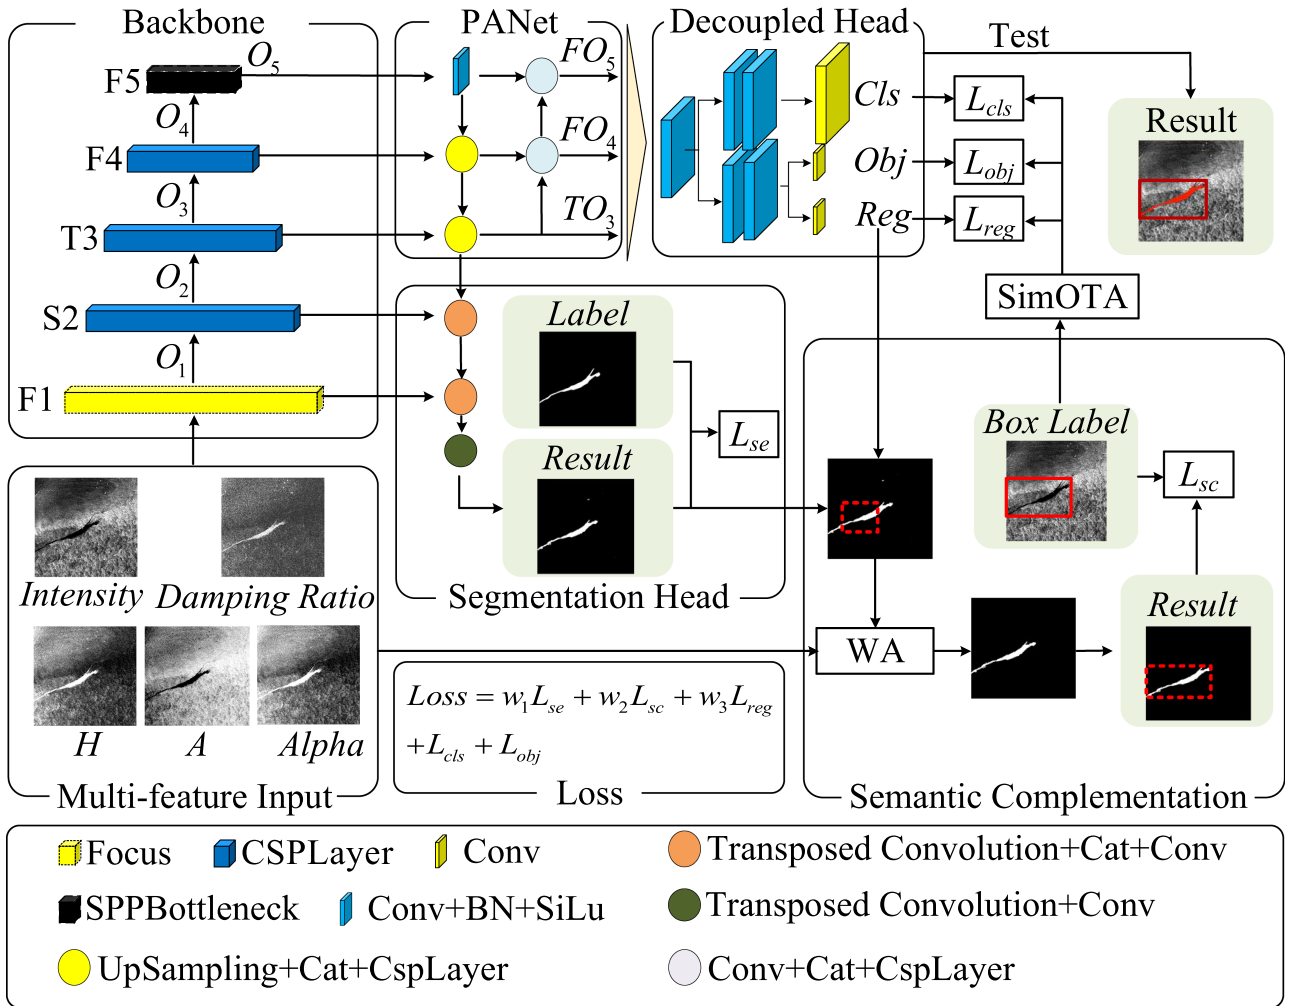 Backbone
F5
O5
O4
F4
O3
T3
O2
S2
O1
F1
PANet
FO5
FO4
TO3
Decoupled Head
Cls
Obj
Reg
Lcls
Lobj
Lreg
Test
Result
SimOTA
Label
Result
Lse
Segmentation Head
Intensity
Damping Ratio
H
A
Alpha
Multi-feature Input
Loss = w1Lse + w2Lsc + w3Lreg
+Lcls + Lobj
Loss
Box Label
Lsc
WA
Result
Semantic Complementation
Focus
CSPLayer
Conv
Transposed Convolution+Cat+Conv
SPPBottleneck
Conv+BN+SiLu
Transposed Convolution+Conv
UpSampling+Cat+CspLayer
Conv+Cat+CspLayer